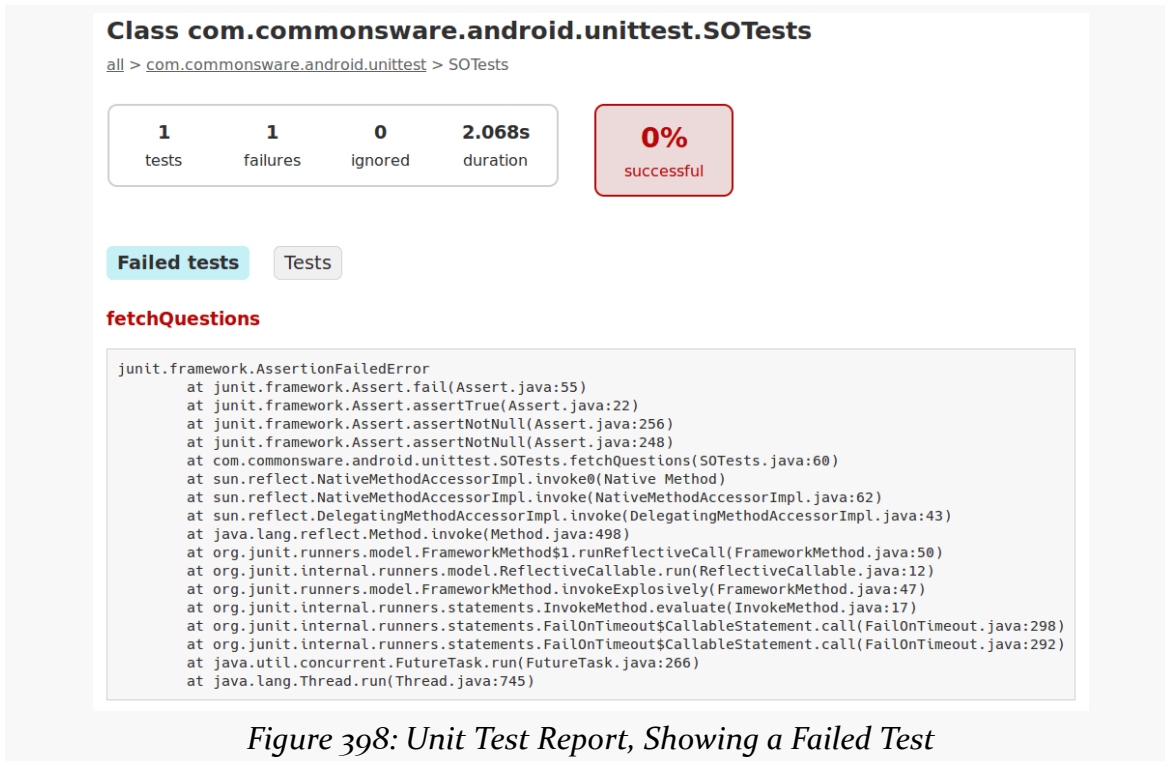 Class com.commonsware.android.unittest.SOTests
all > com.commonsware.android.unittest > SOTests
1 1 0 2.068s 0%
tests failures ignored duration successful
Failed tests Tests
fetchQuestions
junit.framework.AssertionFailedError
at junit.framework.Assert.fail(Assert.java:55)
at junit.framework.Assert.assertTrue(Assert.java:22)
at junit.framework.Assert.assertNotNull(Assert.java:256)
at junit.framework.Assert.assertNotNull(Assert.java:248)
at com.commonsware.android.unittest.SOTests.fetchQuestions(SOTests.java:60)
at sun.reflect.NativeMethodAccessorImpl.invoke0(Native Method)
at sun.reflect.NativeMethodAccessorImpl.invoke(NativeMethodAccessorImpl.java:62)
at sun.reflect.DelegatingMethodAccessorImpl.invoke(DelegatingMethodAccessorImpl.java:43)
at java.lang.reflect.Method.invoke(Method.java:498)
at org.junit.runners.model.FrameworkMethod$1.runReflectiveCall(FrameworkMethod.java:50)
at org.junit.internal.runners.model.ReflectiveCallable.run(ReflectiveCallable.java:12)
at org.junit.runners.model.FrameworkMethod.invokeExplosively(FrameworkMethod.java:47)
at org.junit.internal.runners.statements.InvokeMethod.evaluate(InvokeMethod.java:17)
at org.junit.internal.runners.statements.FailOnTimeout$CallableStatement.call(FailOnTimeout.java:298)
at org.junit.internal.runners.statements.FailOnTimeout$CallableStatement.call(FailOnTimeout.java:292)
at java.util.concurrent.FutureTask.run(FutureTask.java:266)
at java.lang.Thread.run(Thread.java:745)
Figure 398: Unit Test Report, Showing a Failed Test